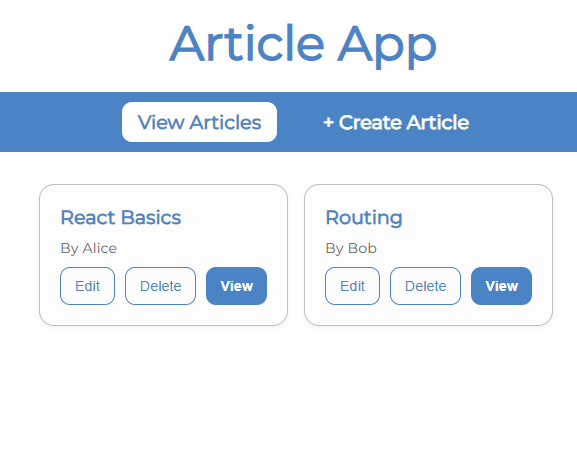 Article App
View Articles + Create Article
React Basics
By Alice
Edit Delete View
Routing
By Bob
Edit Delete View